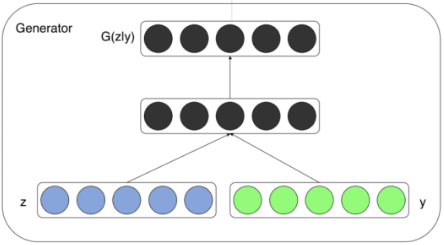 Generator
G(z|y)
z
y